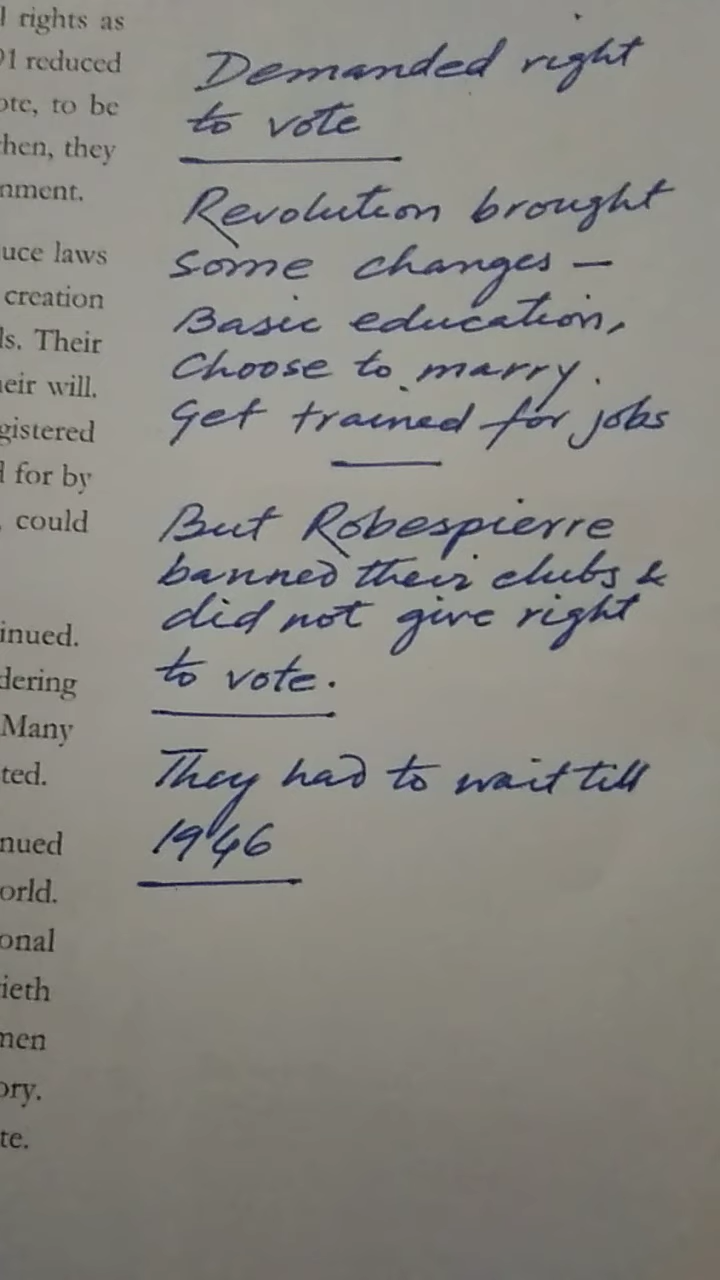 l rights as
91 reduced
ote, to be
hen, they
nment.
uce laws
creation
ls. Their
eir will.
gistered
d for by
, could
inued.
dering
Many
ted.
nued
orld.
onal
ieth
men
ory.
te.
Demanded right
to vote
Revolution brought
some changes –
Basic education,
Choose to marry.
Get trained for jobs
But Robespierre
banned their clubs &
did not give right
to vote.
They had to wait till
1946